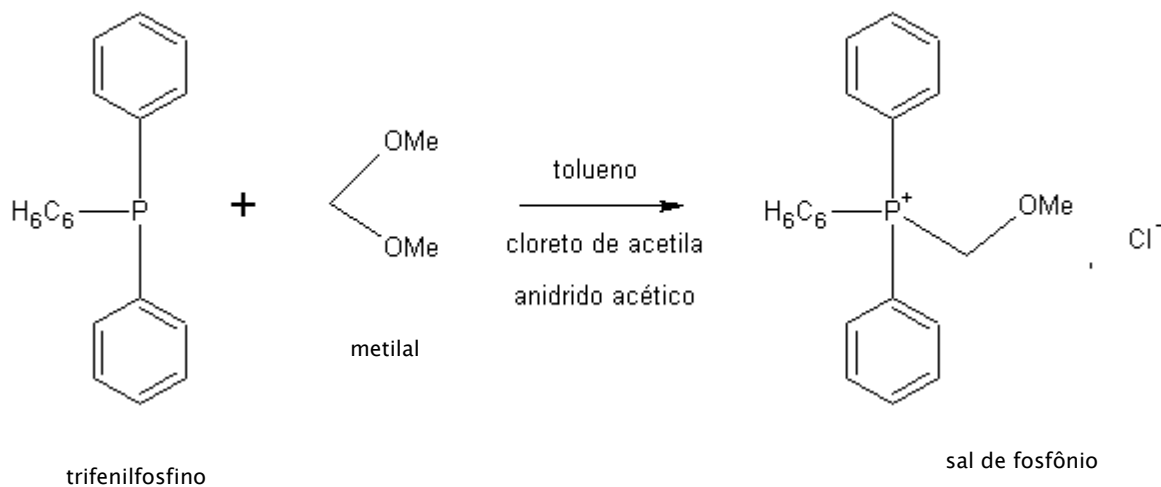 OMe
H₆C₆ P + OMe
tolueno
cloreto de acetila
anidrido acético
H₆C₆ P⁺ OMe , Cl⁻
metilal
trifenilfosfino
sal de fosfônio